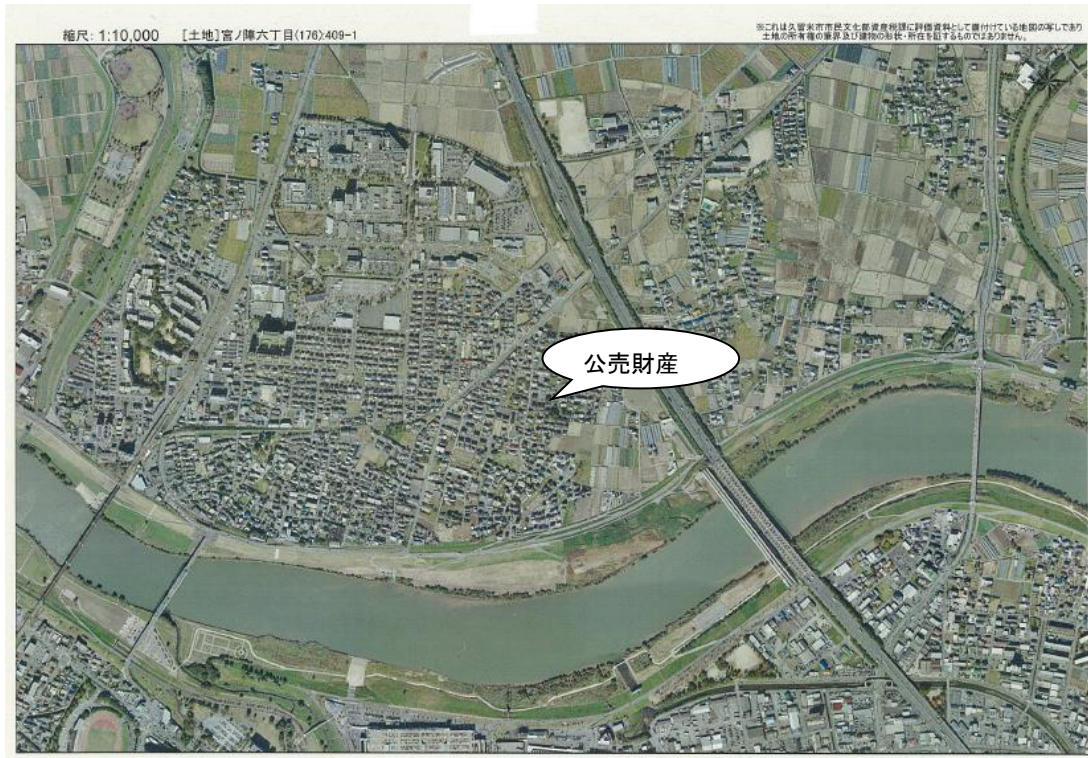 縮尺: 1:10,000 [土地]宮ノ陣六丁目(176):409-1
※これは久留米市市民文化部資産税課に評価資料として備付けている地図の写しであり
土地の所有権の筆界及び建物の形状・所在を証するものではありません。
公売財産